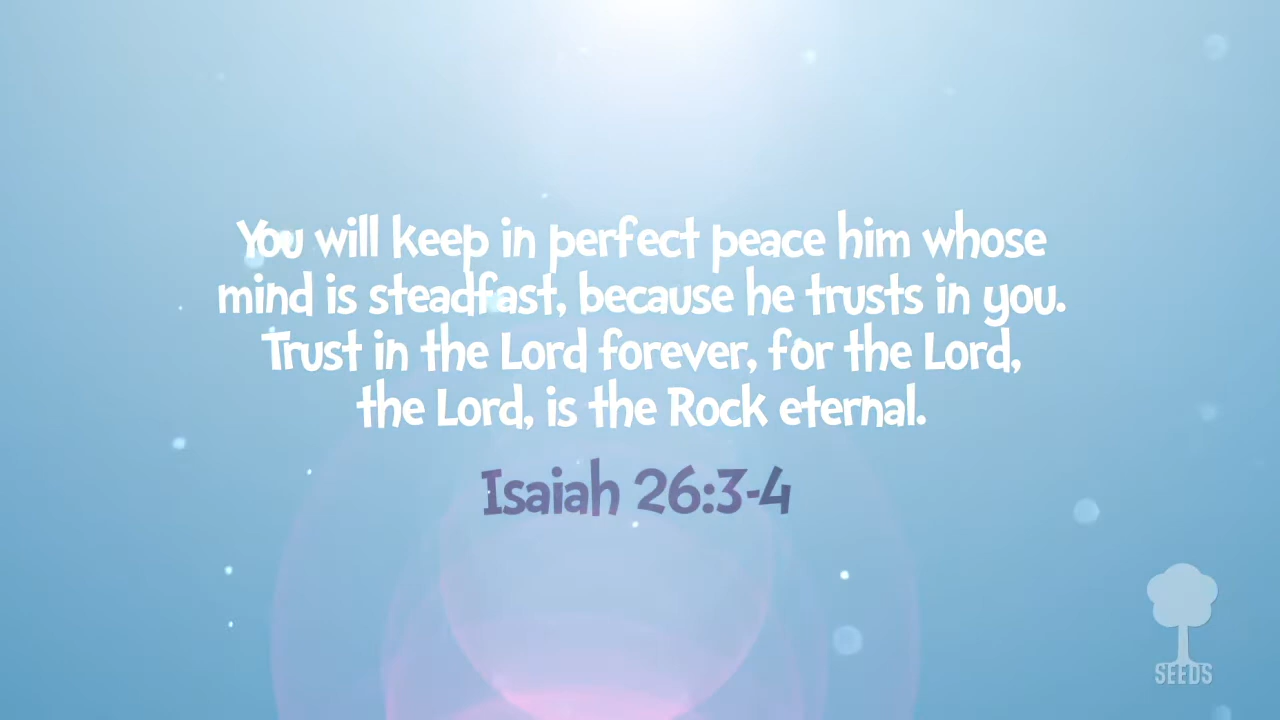 You will keep in perfect peace him whose
mind is steadfast, because he trusts in you.
Trust in the Lord forever, for the Lord,
the Lord, is the Rock eternal.
Isaiah 26:3-4
SEEDS